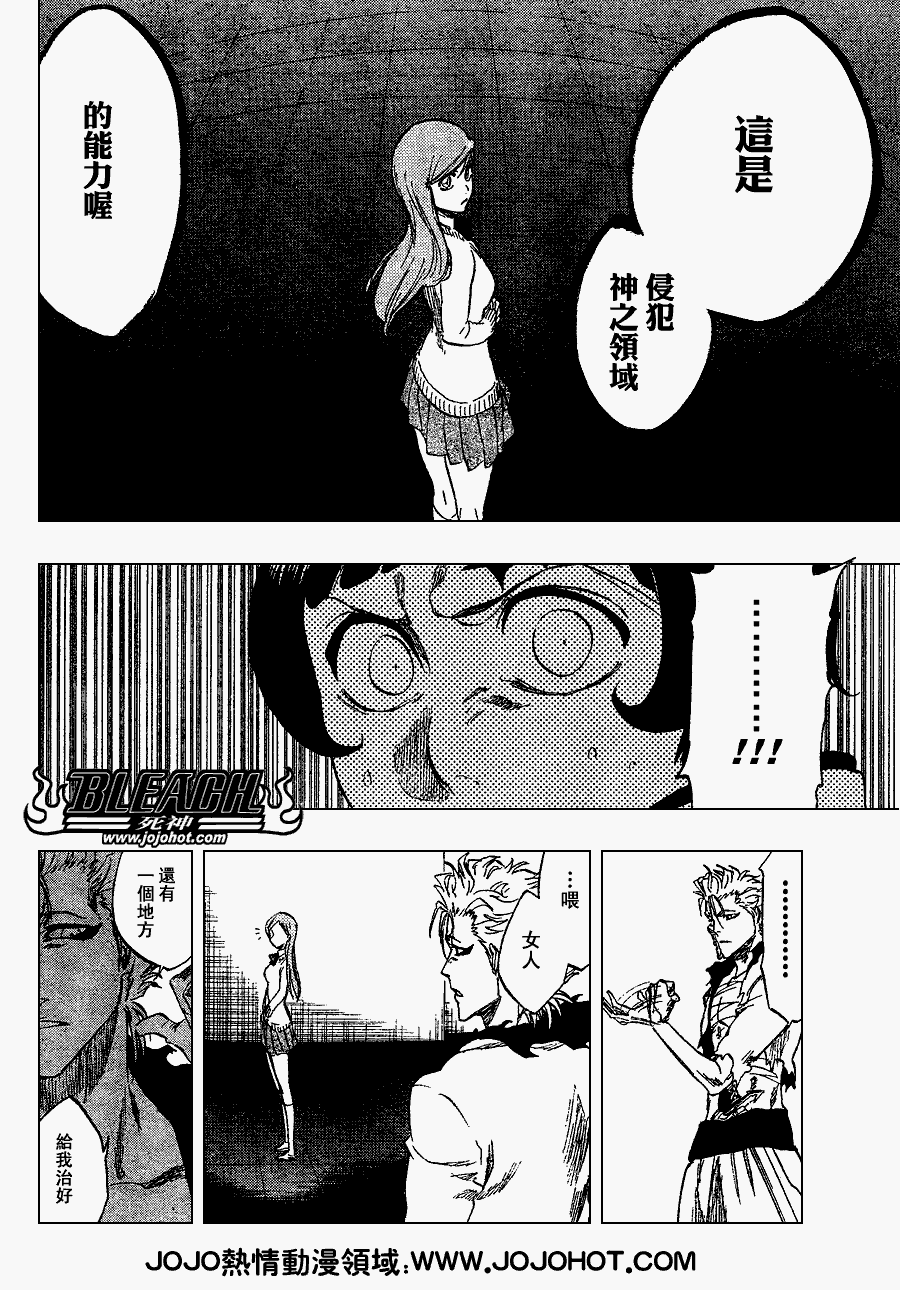 這是
侵犯
神之領域
的能力喔
…………
!!!
…………
…喂
女人
還有
一個地方
給我治好
BLEACH
死神
www.jojohot.com
JOJO熱情動漫領域:WWW.JOJOHOT.COM